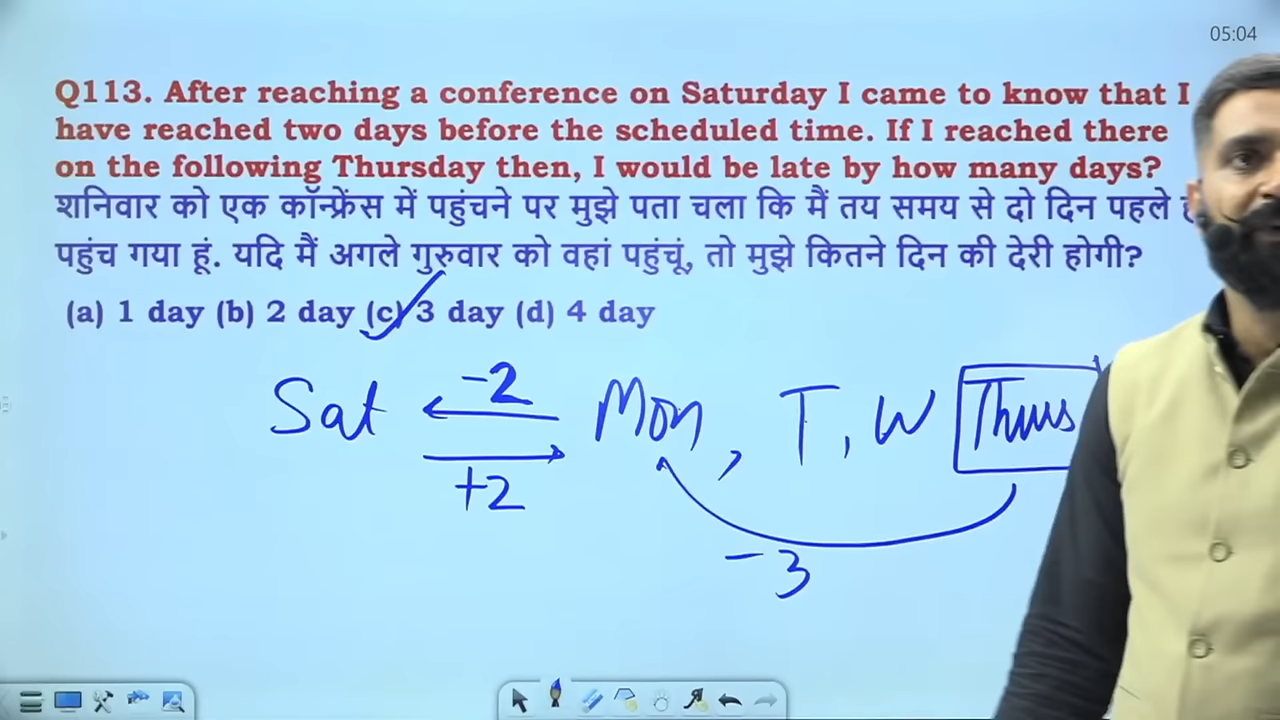 05:04
Q113. After reaching a conference on Saturday I came to know that I
have reached two days before the scheduled time. If I reached there
on the following Thursday then, I would be late by how many days?
शनिवार को एक कॉन्फ्रेंस में पहुंचने पर मुझे पता चला कि मैं तय समय से दो दिन पहले
पहुंच गया हूं. यदि मैं अगले गुरुवार को वहां पहुंचूं, तो मुझे कितने दिन की देरी होगी?
(a) 1 day (b) 2 day (c) 3 day (d) 4 day
-2
Sat Mon, T, W Thurs
+2
-3